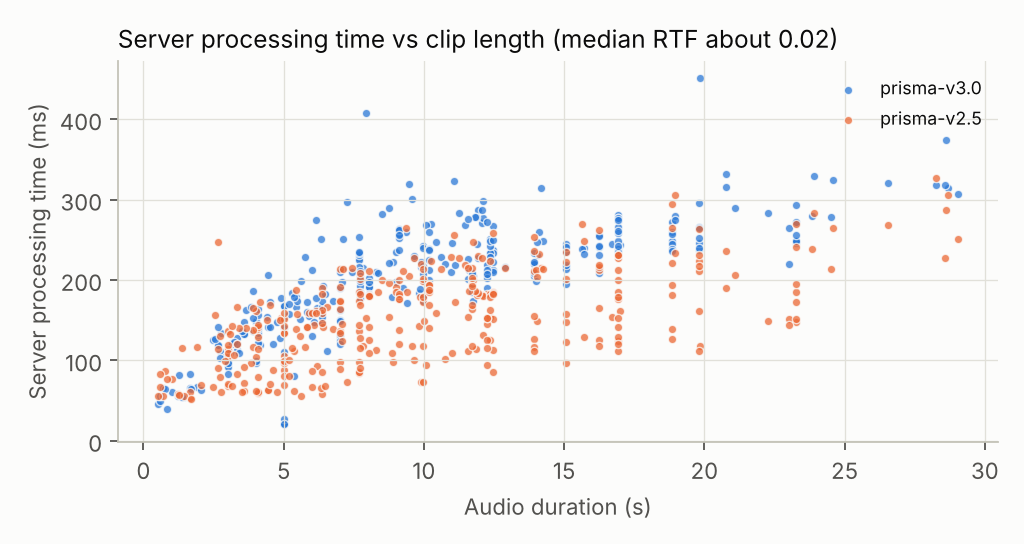 Server processing time vs clip length (median RTF about 0.02)
prisma-v3.0
prisma-v2.5
Server processing time (ms)
400
300
200
100
0
0 5 10 15 20 25 30
Audio duration (s)